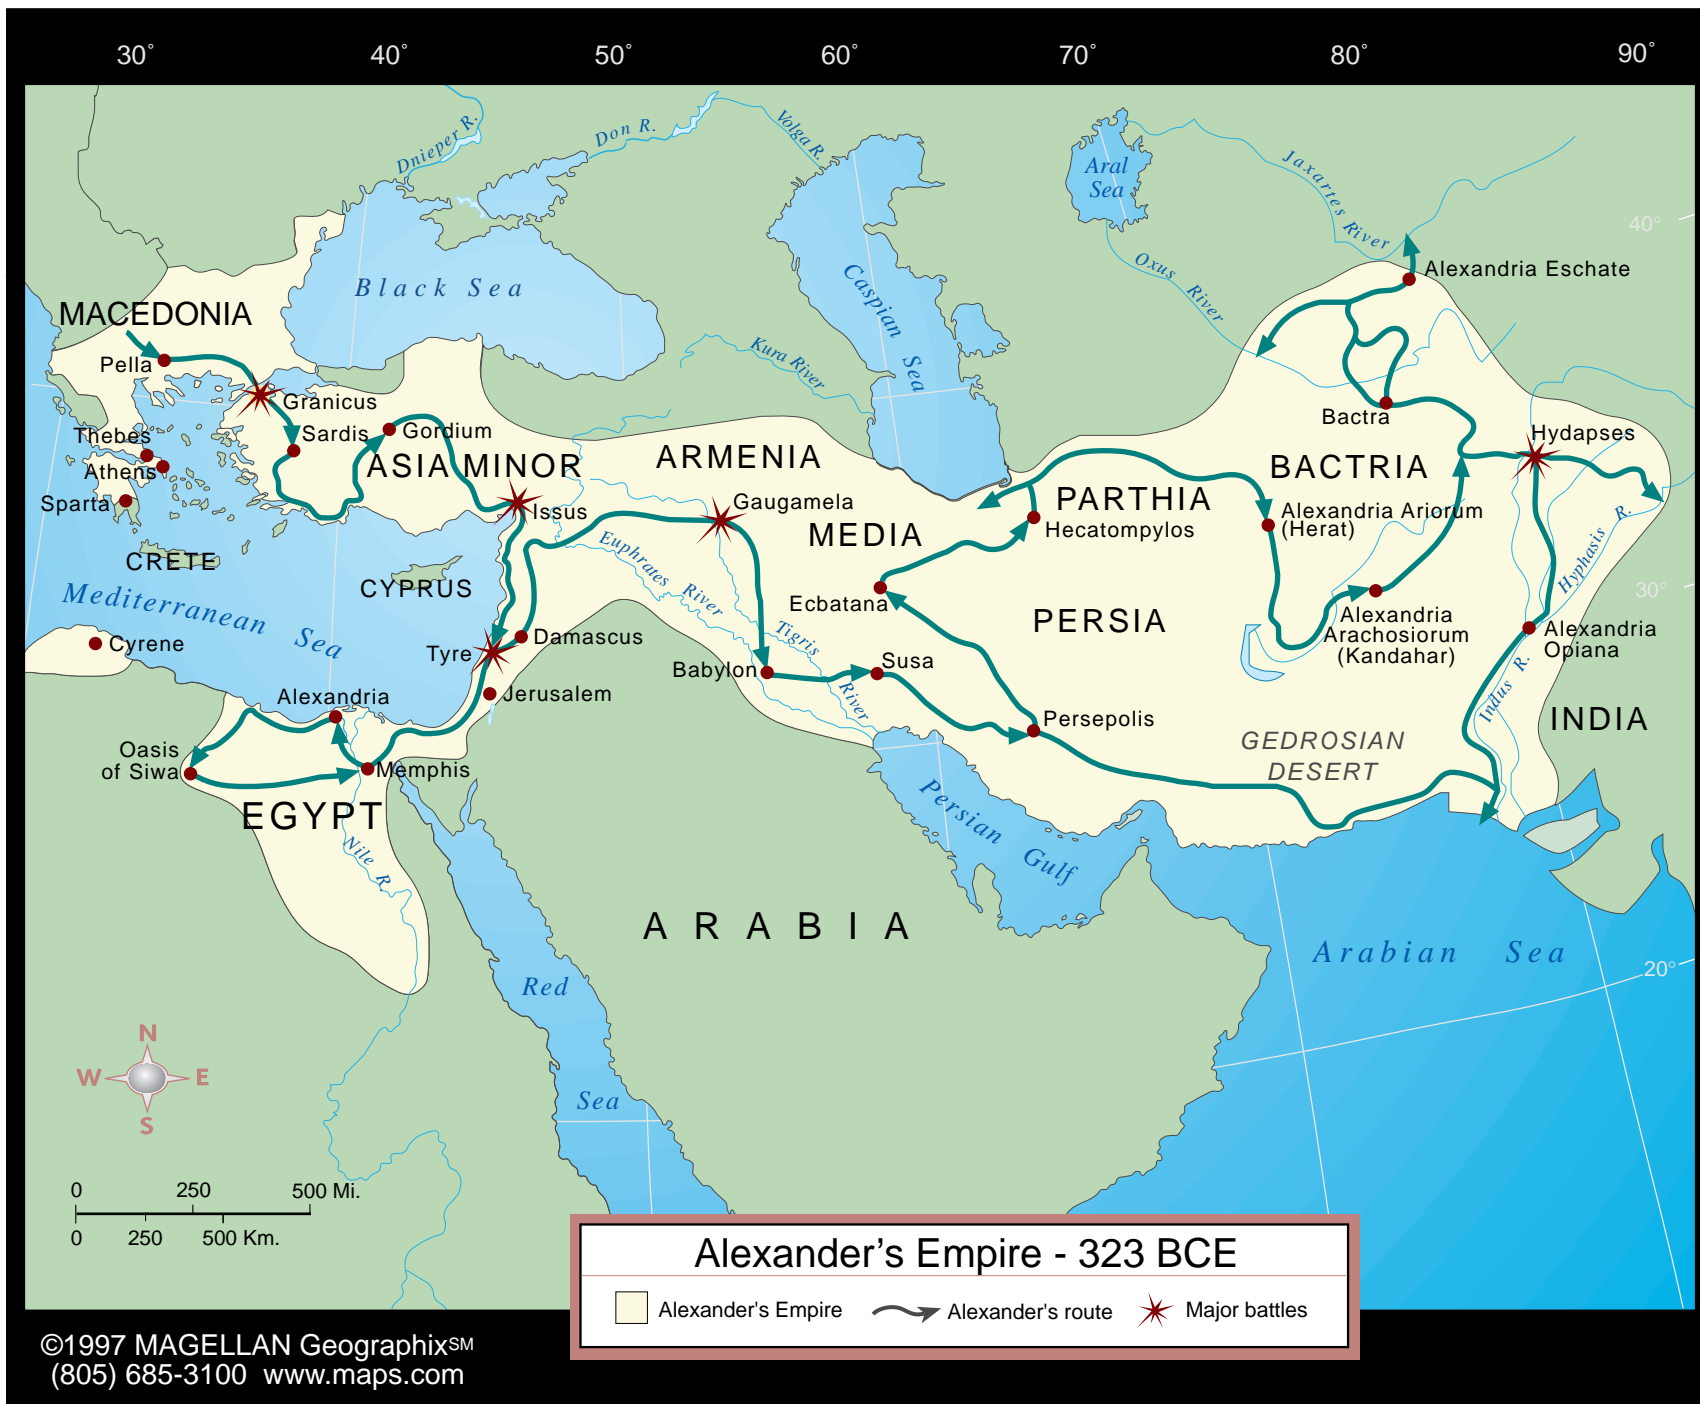 30° 40° 50° 60° 70° 80° 90°
Dnieper R.
Don R.
Volga R.
Aral
Sea
Jaxartes River
40°
Oxus River
Alexandria Eschate
Black Sea
Caspian Sea
MACEDONIA
Pella
Kura River
Granicus
Bactra
Thebes
Sardis
Gordium
Hydapses
Athens
ASIA MINOR
ARMENIA
BACTRIA
Sparta
Issus
Gaugamela
PARTHIA
MEDIA
Hecatompylos
Alexandria Ariorum
(Herat)
Hyphasis R.
CRETE
CYPRUS
Euphrates River
Mediterranean Sea
Ecbatana
PERSIA
30°
Alexandria
Arachosiorum
(Kandahar)
Alexandria
Opiana
Cyrene
Tyre
Damascus
Tigris River
Babylon
Susa
Jerusalem
Alexandria
Indus R.
Persepolis
INDIA
Oasis
of Siwa
Memphis
GEDROSIAN
DESERT
EGYPT
Persian Gulf
Nile R.
ARABIA
Arabian Sea
20°
Red Sea
N
W E
S
0 250 500 Mi.
0 250 500 Km.
Alexander's Empire - 323 BCE
Alexander's Empire Alexander's route Major battles
©1997 MAGELLAN Geographix℠
(805) 685-3100 www.maps.com